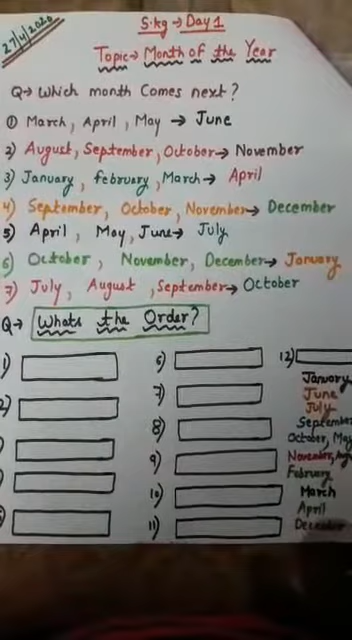 27/4/2020
S.kg → Day 1
Topic → Month of the Year
Q → Which month Comes next?
1) March, April, May → June
2) August, September, October → November
3) January, february, March → April
4) September, October, November → December
5) April, May, June → July
6) October, November, December → January
7) July, August, September → October
Q → Whats the Order?
1) 6) 12)
2) 7)
8)
9)
10)
11)
January
June
July
September
October, May
November, Aug
February
March
April
December